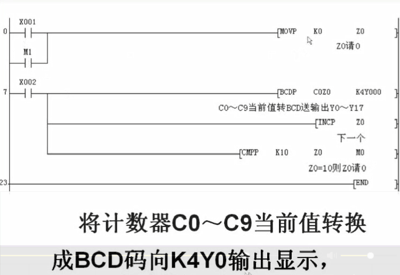 X001
0
[MOVP K0 Z0 ]
Z0请0
M1
X002
7
[BCDP C0Z0 K4Y000 ]
C0～C9当前值转BCD送输出Y0～Y17
[INCP Z0 ]
下一个
[CMPP K10 Z0 M0 ]
Z0=10则Z0请0
23
[END ]
将计数器C0～C9当前值转换
成BCD码向K4Y0输出显示，